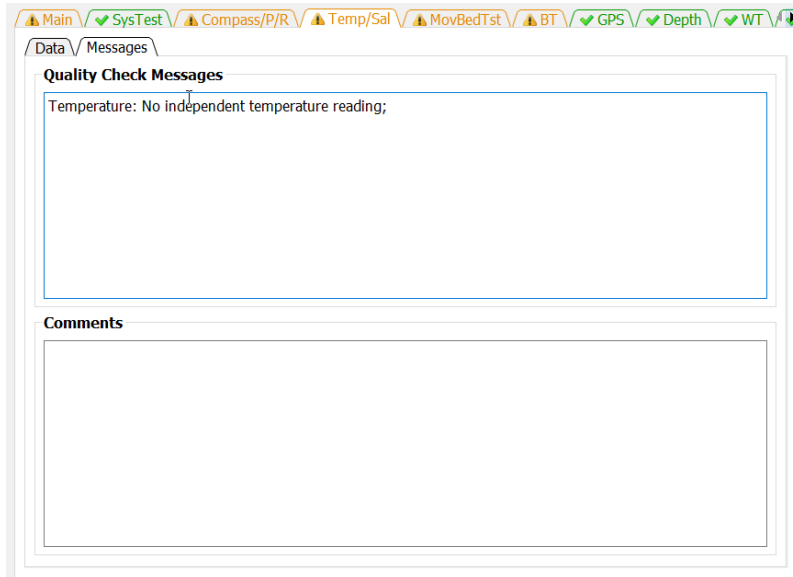 Main SysTest Compass/P/R Temp/Sal MovBedTst BT GPS Depth WT
Data Messages
Quality Check Messages
Temperature: No independent temperature reading;
Comments